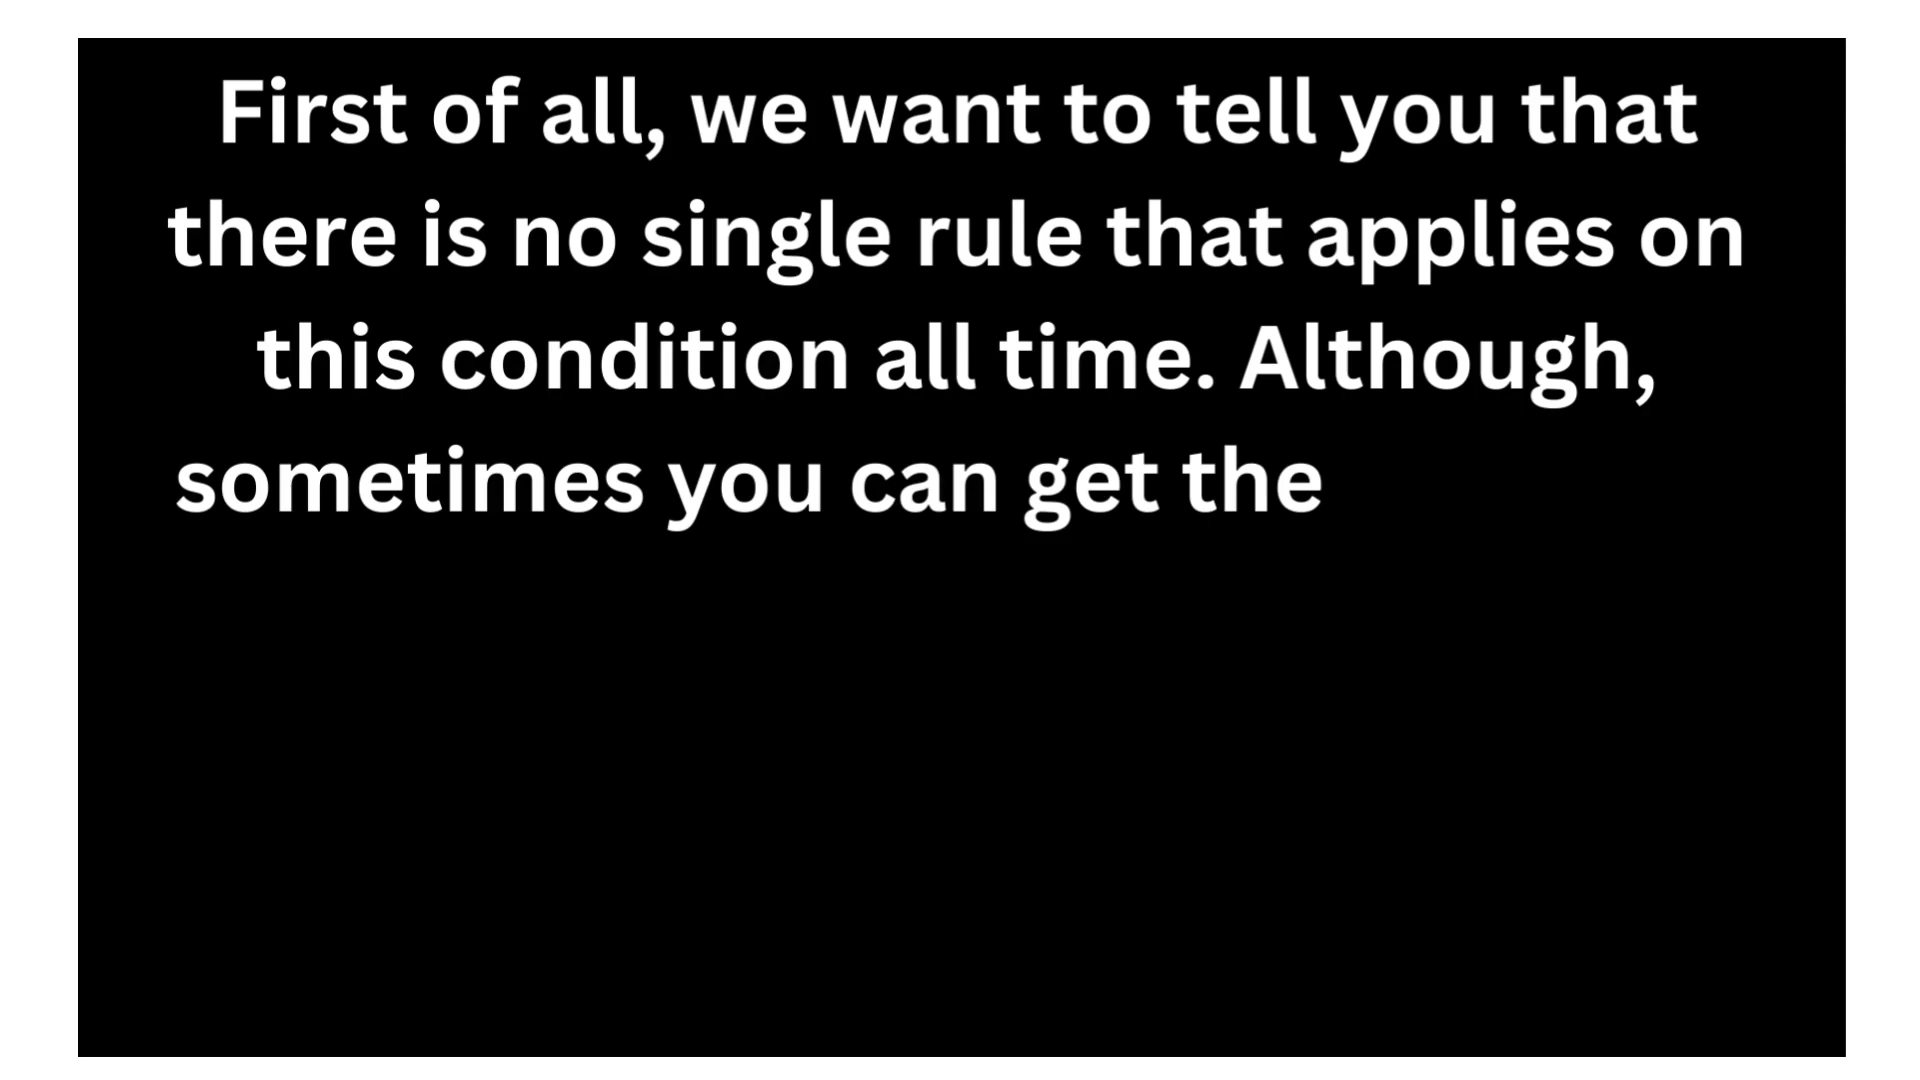 First of all, we want to tell you that
there is no single rule that applies on
this condition all time. Although,
sometimes you can get the